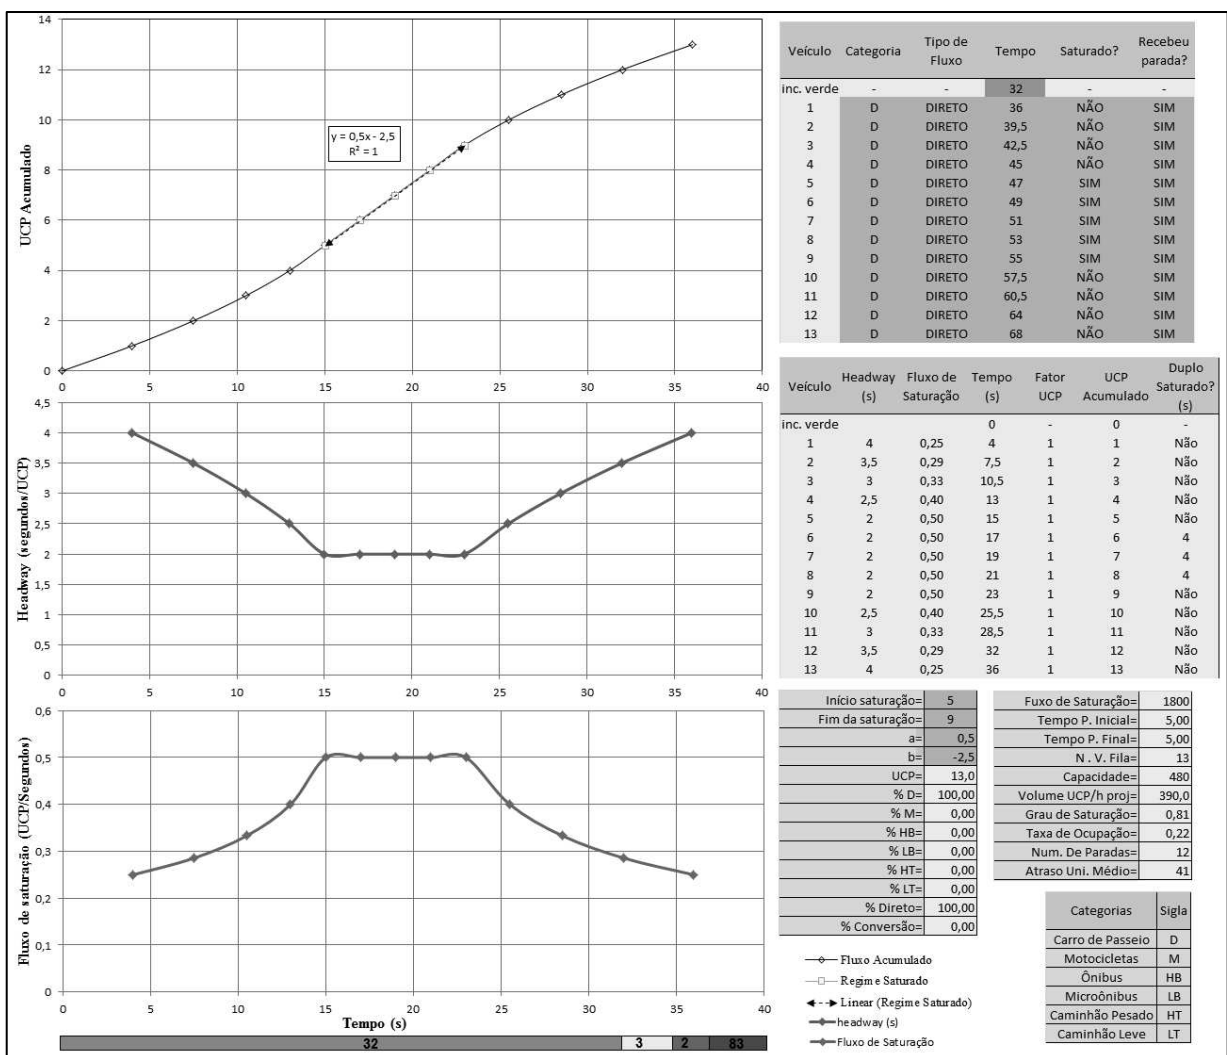 14
12
10
8
6
4
2
0
UCP Acumulado
y = 0,5x - 2,5
R² = 1
0 5 10 15 20 25 30 35 40
4,5
4
3,5
3
2,5
2
1,5
1
0,5
0
Headway (segundos/UCP)
0 5 10 15 20 25 30 35 40
0,6
0,5
0,4
0,3
0,2
0,1
0
Fluxo de saturação (UCP/Segundos)
0 5 10 15 20 25 30 35 40
Tempo (s)
32 3 2 83
Veículo Categoria Tipo de Fluxo Tempo Saturado? Recebeu parada?
inc. verde - - 32 - -
1 D DIRETO 36 NÃO SIM
2 D DIRETO 39,5 NÃO SIM
3 D DIRETO 42,5 NÃO SIM
4 D DIRETO 45 NÃO SIM
5 D DIRETO 47 SIM SIM
6 D DIRETO 49 SIM SIM
7 D DIRETO 51 SIM SIM
8 D DIRETO 53 SIM SIM
9 D DIRETO 55 SIM SIM
10 D DIRETO 57,5 NÃO SIM
11 D DIRETO 60,5 NÃO SIM
12 D DIRETO 64 NÃO SIM
13 D DIRETO 68 NÃO SIM
Veículo Headway (s) Fluxo de Saturação Tempo (s) Fator UCP UCP Acumulado Duplo Saturado? (s)
inc. verde 0 - 0 -
1 4 0,25 4 1 1 Não
2 3,5 0,29 7,5 1 2 Não
3 3 0,33 10,5 1 3 Não
4 2,5 0,40 13 1 4 Não
5 2 0,50 15 1 5 Não
6 2 0,50 17 1 6 4
7 2 0,50 19 1 7 4
8 2 0,50 21 1 8 4
9 2 0,50 23 1 9 Não
10 2,5 0,40 25,5 1 10 Não
11 3 0,33 28,5 1 11 Não
12 3,5 0,29 32 1 12 Não
13 4 0,25 36 1 13 Não
Início saturação= 5
Fim da saturação= 9
a= 0,5
b= -2,5
UCP= 13,0
% D= 100,00
% M= 0,00
% HB= 0,00
% LB= 0,00
% HT= 0,00
% LT= 0,00
% Direto= 100,00
% Conversão= 0,00
Fuxo de Saturação= 1800
Tempo P. Inicial= 5,00
Tempo P. Final= 5,00
N . V. Fila= 13
Capacidade= 480
Volume UCP/h proj= 390,0
Grau de Saturação= 0,81
Taxa de Ocupação= 0,22
Num. De Paradas= 12
Atraso Uni. Médio= 41
Fluxo Acumulado
Regime Saturado
Linear (Regime Saturado)
headway (s)
Fluxo de Saturação
Categorias Sigla
Carro de Passeio D
Motocicletas M
Ônibus HB
Microônibus LB
Caminhão Pesado HT
Caminhão Leve LT